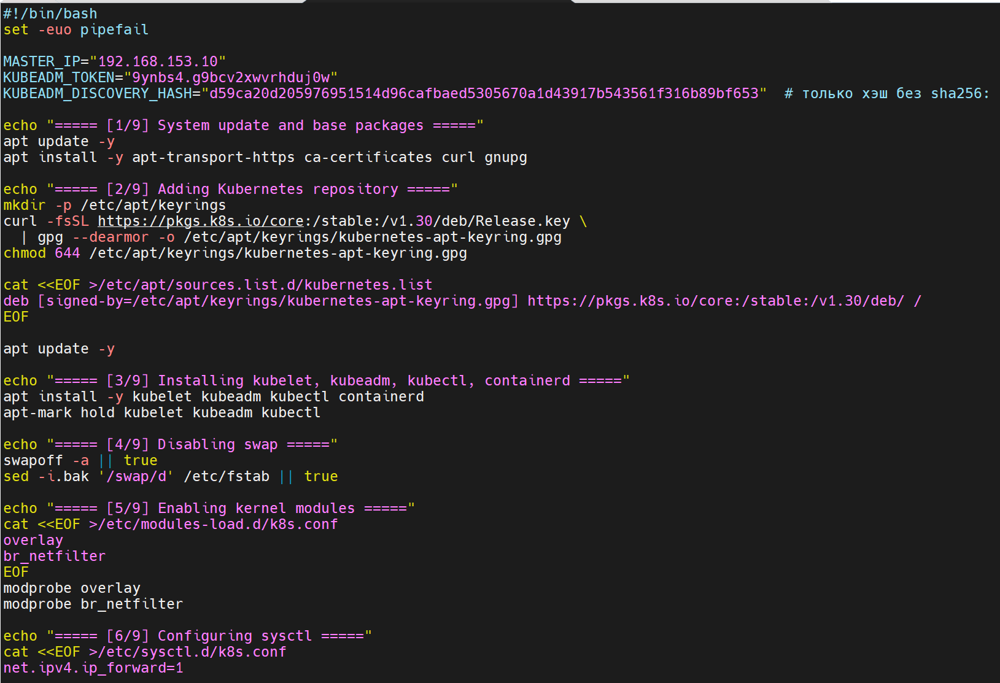 #!/bin/bash
set -euo pipefail

MASTER_IP="192.168.153.10"
KUBEADM_TOKEN="9ynbs4.g9bcv2xwvrhduj0w"
KUBEADM_DISCOVERY_HASH="d59ca20d205976951514d96cafbaed5305670a1d43917b543561f316b89bf653"  # только хэш без sha256:

echo "===== [1/9] System update and base packages ====="
apt update -y
apt install -y apt-transport-https ca-certificates curl gnupg

echo "===== [2/9] Adding Kubernetes repository ====="
mkdir -p /etc/apt/keyrings
curl -fsSL https://pkgs.k8s.io/core:/stable:/v1.30/deb/Release.key \
  | gpg --dearmor -o /etc/apt/keyrings/kubernetes-apt-keyring.gpg
chmod 644 /etc/apt/keyrings/kubernetes-apt-keyring.gpg

cat <<EOF >/etc/apt/sources.list.d/kubernetes.list
deb [signed-by=/etc/apt/keyrings/kubernetes-apt-keyring.gpg] https://pkgs.k8s.io/core:/stable:/v1.30/deb/ /
EOF

apt update -y

echo "===== [3/9] Installing kubelet, kubeadm, kubectl, containerd ====="
apt install -y kubelet kubeadm kubectl containerd
apt-mark hold kubelet kubeadm kubectl

echo "===== [4/9] Disabling swap ====="
swapoff -a || true
sed -i.bak '/swap/d' /etc/fstab || true

echo "===== [5/9] Enabling kernel modules ====="
cat <<EOF >/etc/modules-load.d/k8s.conf
overlay
br_netfilter
EOF
modprobe overlay
modprobe br_netfilter

echo "===== [6/9] Configuring sysctl ====="
cat <<EOF >/etc/sysctl.d/k8s.conf
net.ipv4.ip_forward=1